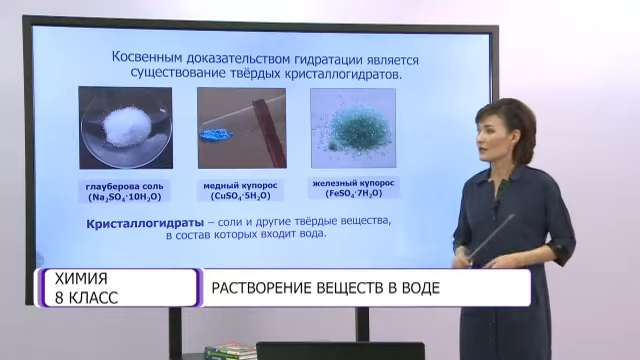 Косвенным доказательством гидратации является
существование твёрдых кристаллогидратов.
глауберова соль
(Na₂SO₄·10H₂O)
медный купорос
(CuSO₄·5H₂O)
железный купорос
(FeSO₄·7H₂O)
Кристаллогидраты – соли и другие твёрдые вещества,
в состав которых входит вода.
ХИМИЯ
8 КЛАСС
РАСТВОРЕНИЕ ВЕЩЕСТВ В ВОДЕ